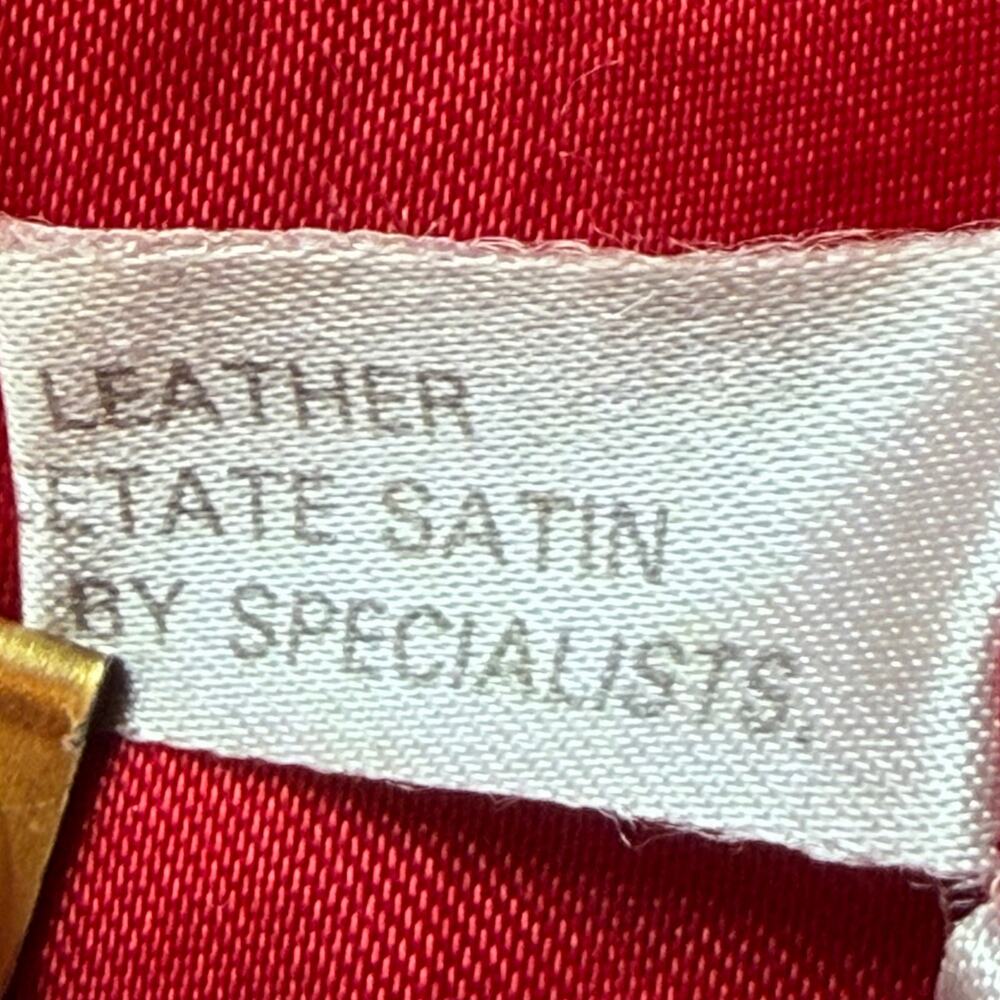 LEATHER
ETATE SATIN
BY SPECIALISTS.